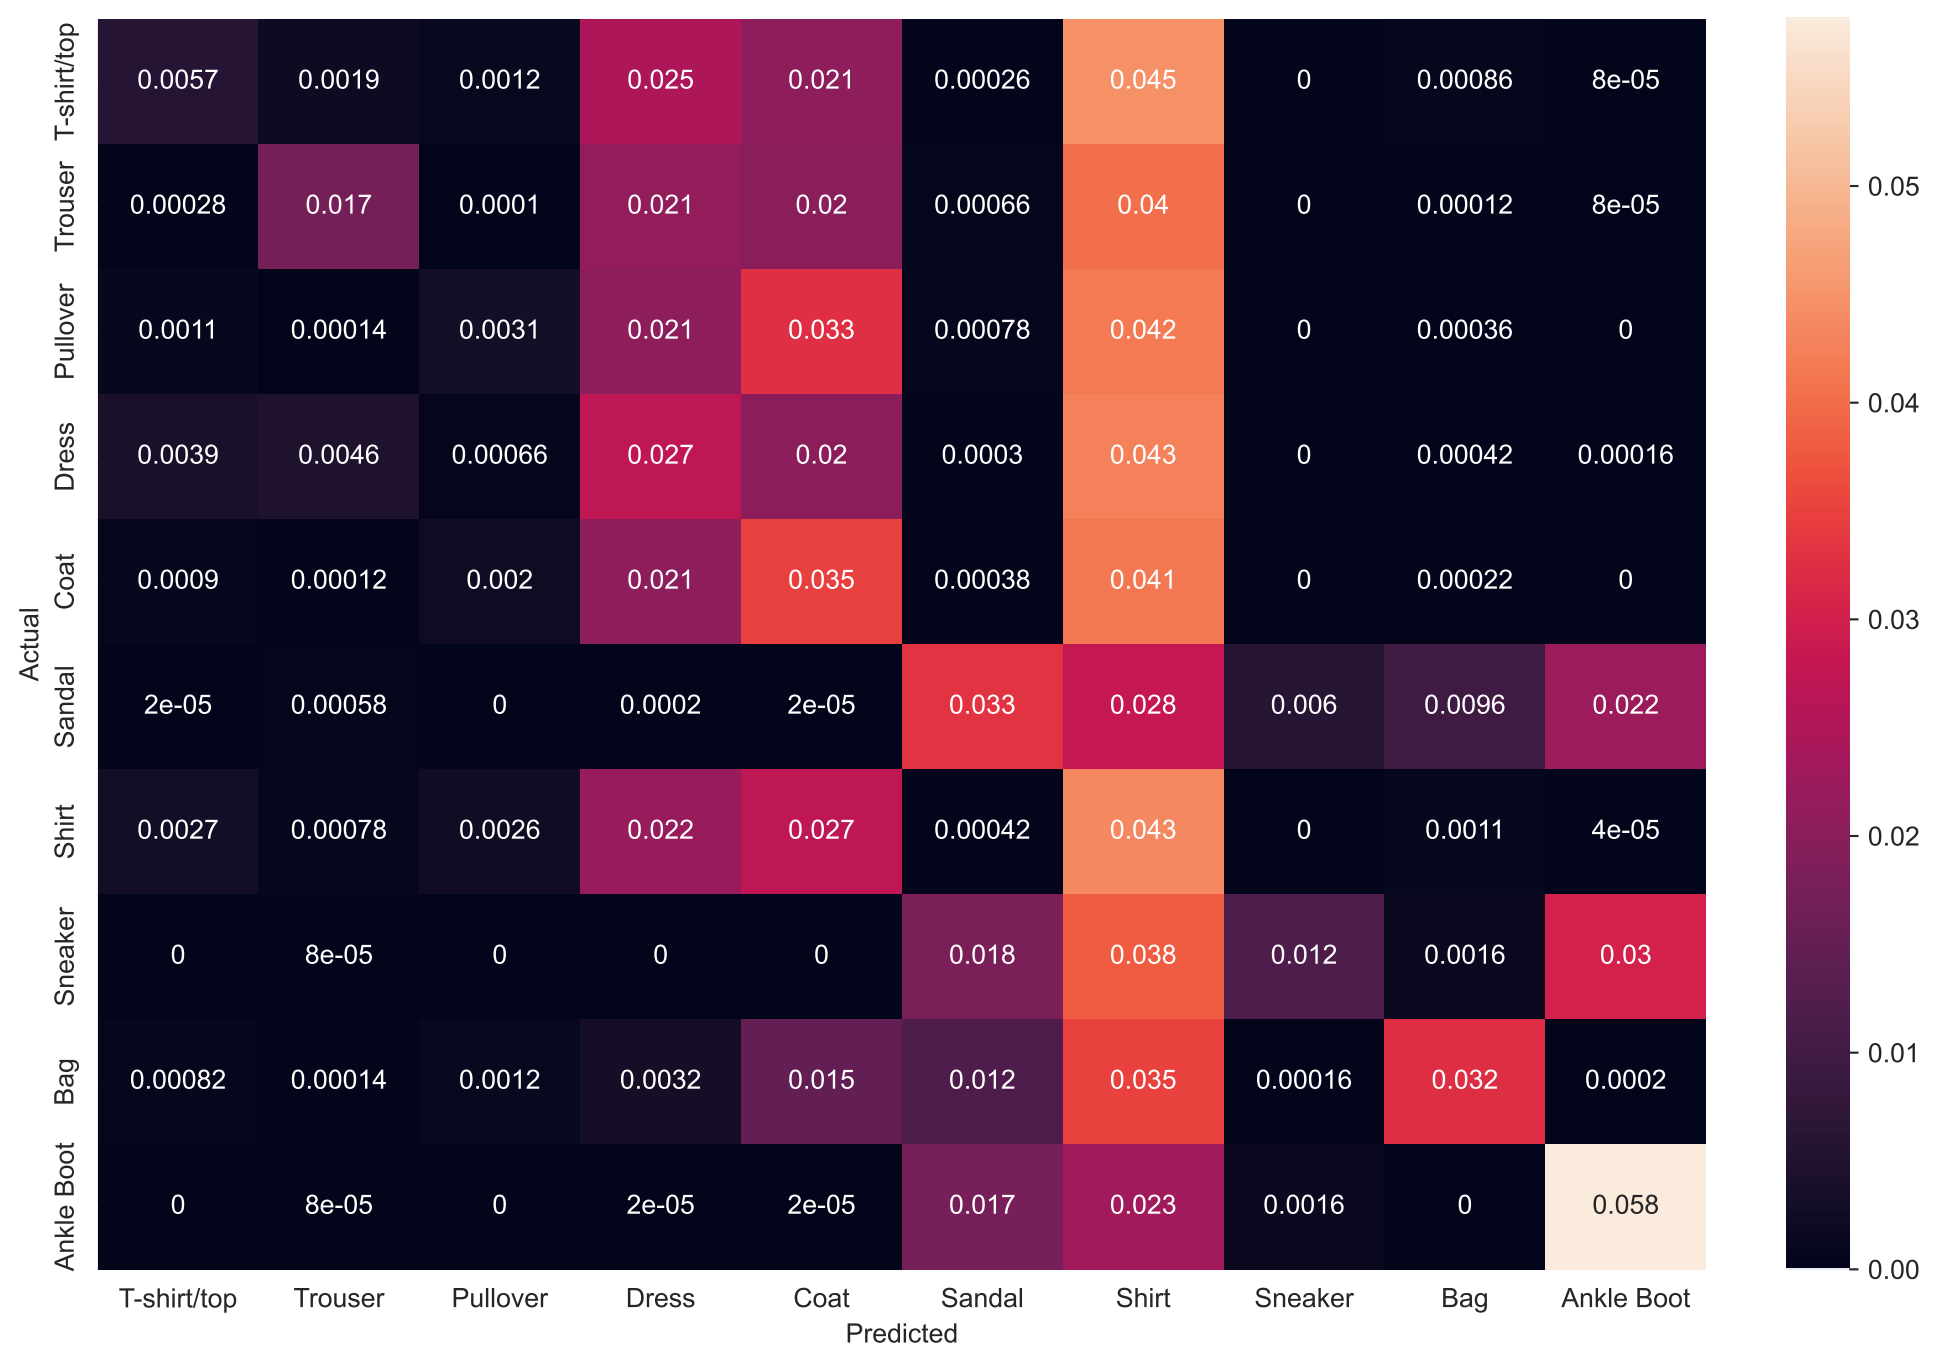 T-shirt/top 0.0057 0.0019 0.0012 0.025 0.021 0.00026 0.045 0 0.00086 8e-05
Trouser 0.00028 0.017 0.0001 0.021 0.02 0.00066 0.04 0 0.00012 8e-05
Pullover 0.0011 0.00014 0.0031 0.021 0.033 0.00078 0.042 0 0.00036 0
Dress 0.0039 0.0046 0.00066 0.027 0.02 0.0003 0.043 0 0.00042 0.00016
Coat 0.0009 0.00012 0.002 0.021 0.035 0.00038 0.041 0 0.00022 0
Sandal 2e-05 0.00058 0 0.0002 2e-05 0.033 0.028 0.006 0.0096 0.022
Shirt 0.0027 0.00078 0.0026 0.022 0.027 0.00042 0.043 0 0.0011 4e-05
Sneaker 0 8e-05 0 0 0 0.018 0.038 0.012 0.0016 0.03
Bag 0.00082 0.00014 0.0012 0.0032 0.015 0.012 0.035 0.00016 0.032 0.0002
Ankle Boot 0 8e-05 0 2e-05 2e-05 0.017 0.023 0.0016 0 0.058
T-shirt/top Trouser Pullover Dress Coat Sandal Shirt Sneaker Bag Ankle Boot
Predicted
Actual
0.05
0.04
0.03
0.02
0.01
0.00